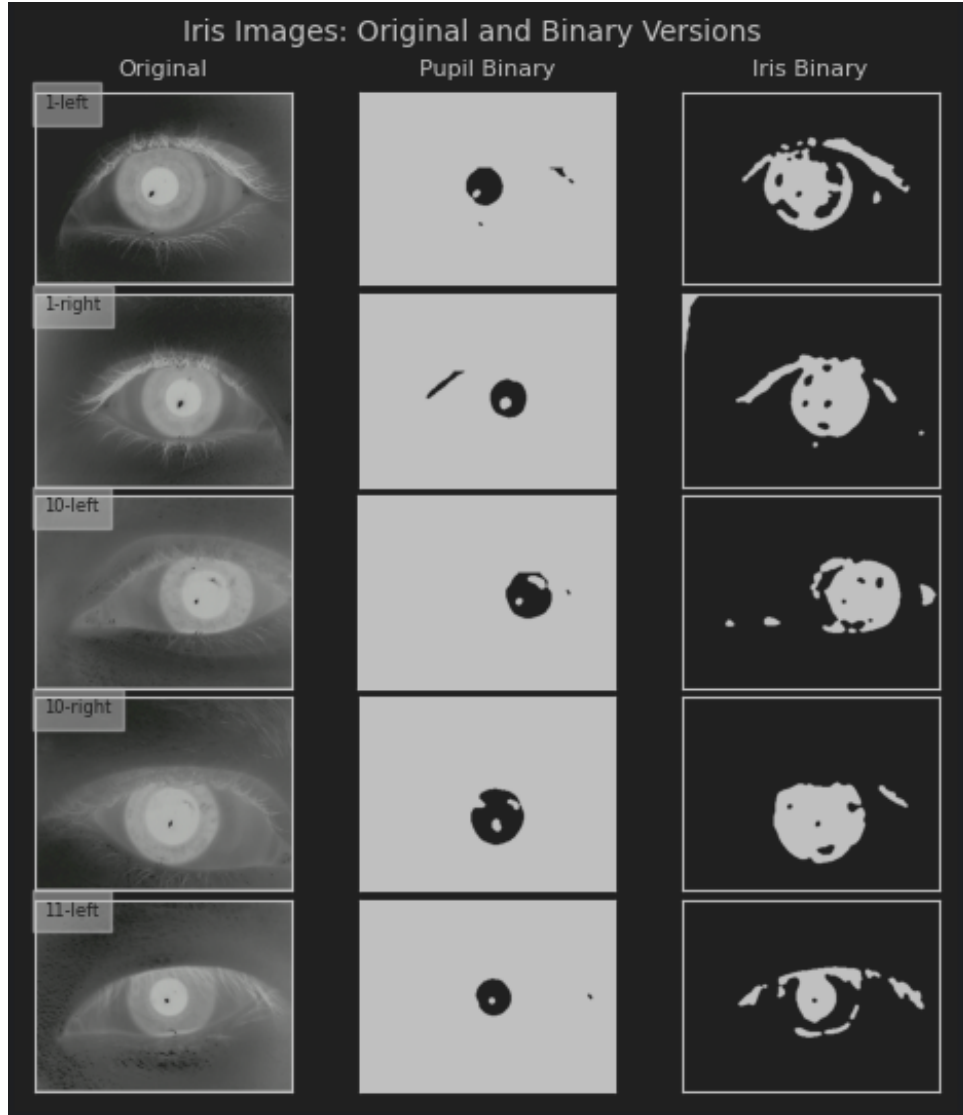 Iris Images: Original and Binary Versions
Original Pupil Binary Iris Binary
1-left
1-right
10-left
10-right
11-left